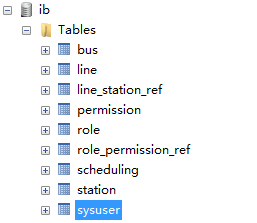 ib
Tables
bus
line
line_station_ref
permission
role
role_permission_ref
scheduling
station
sysuser